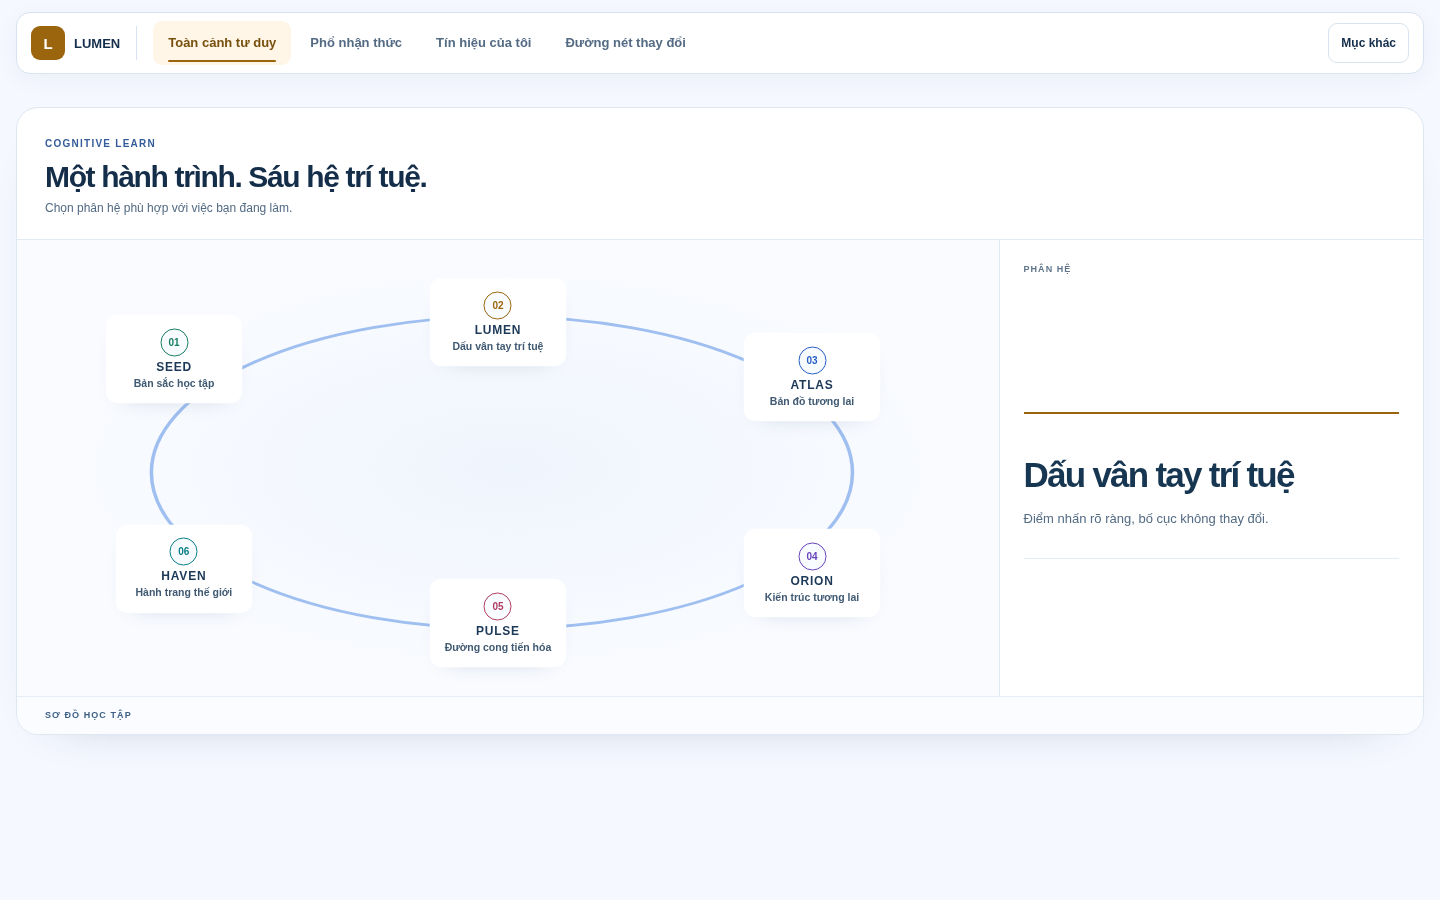 L LUMEN Toàn cảnh tư duy Phổ nhận thức Tín hiệu của tôi Đường nét thay đổi Mục khác
COGNITIVE LEARN
Một hành trình. Sáu hệ trí tuệ.
Chọn phân hệ phù hợp với việc bạn đang làm.
01
SEED
Bản sắc học tập
02
LUMEN
Dấu vân tay trí tuệ
03
ATLAS
Bản đồ tương lai
04
ORION
Kiến trúc tương lai
05
PULSE
Đường cong tiến hóa
06
HAVEN
Hành trang thế giới
PHÂN HỆ
Dấu vân tay trí tuệ
Điểm nhấn rõ ràng, bố cục không thay đổi.
SƠ ĐỒ HỌC TẬP